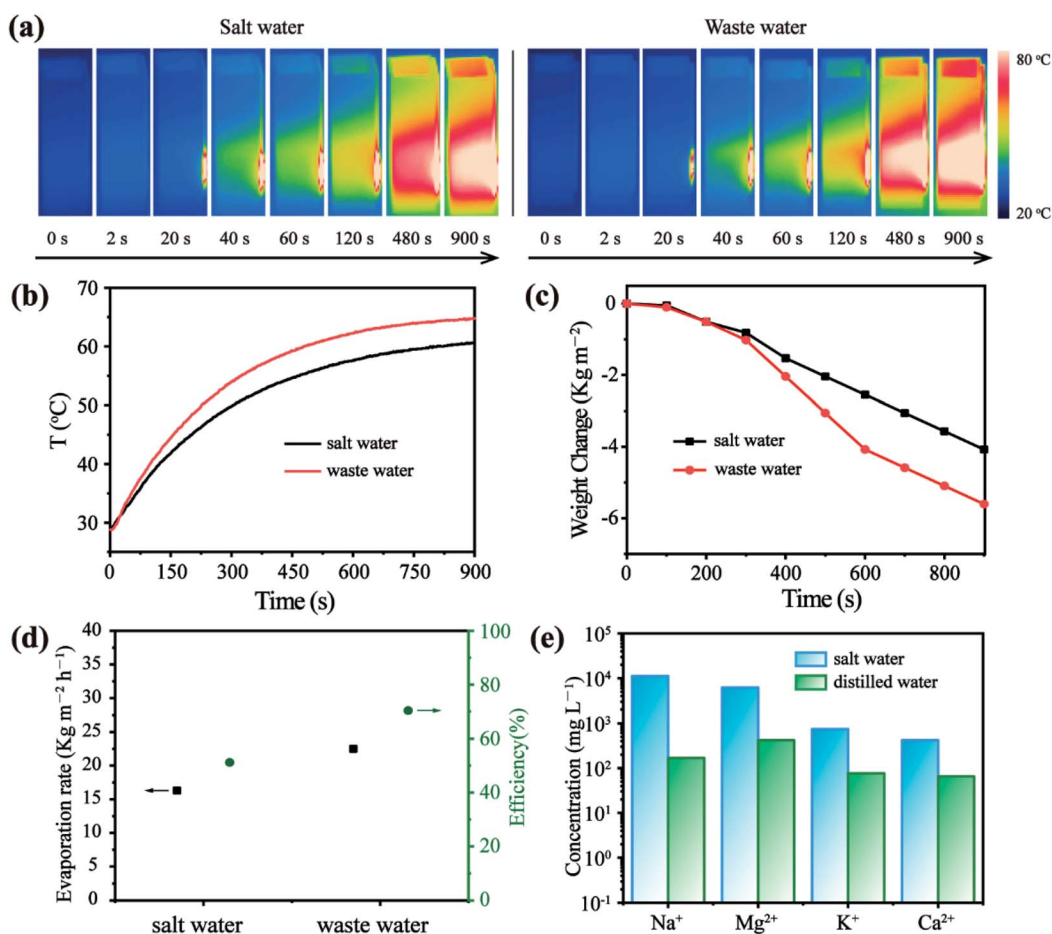 (a)
Salt water
Waste water
80 °C
20 °C
0 s 2 s 20 s 40 s 60 s 120 s 480 s 900 s
0 s 2 s 20 s 40 s 60 s 120 s 480 s 900 s
(b)
70
60
50
40
30
T (°C)
salt water
waste water
0 150 300 450 600 750 900
Time (s)
(c)
0
-2
-4
-6
Weight Change (Kg m⁻²)
salt water
waste water
0 200 400 600 800
Time (s)
(d)
40
35
30
25
20
15
10
5
0
Evaporation rate (Kg m⁻² h⁻¹)
100
80
60
40
20
0
Efficiency(%)
salt water waste water
(e)
10⁵
10⁴
10³
10²
10¹
10⁰
10⁻¹
Concentration (mg L⁻¹)
salt water
distilled water
Na⁺ Mg²⁺ K⁺ Ca²⁺